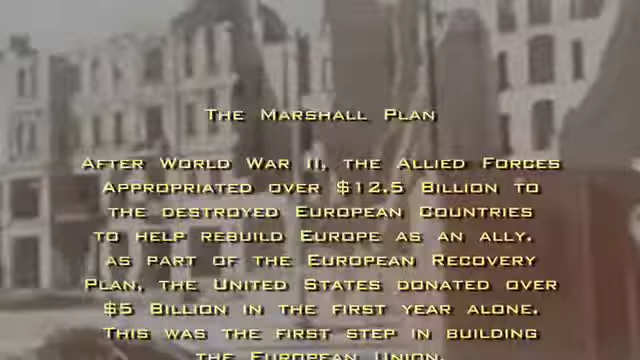 The Marshall Plan
After World War II, the Allied Forces
Appropriated over $12.5 Billion to
the destroyed European Countries
to help rebuild Europe as an ally.
As part of the European Recovery
Plan, the United States donated over
$5 Billion in the first year alone.
This was the first step in building
the European Union.